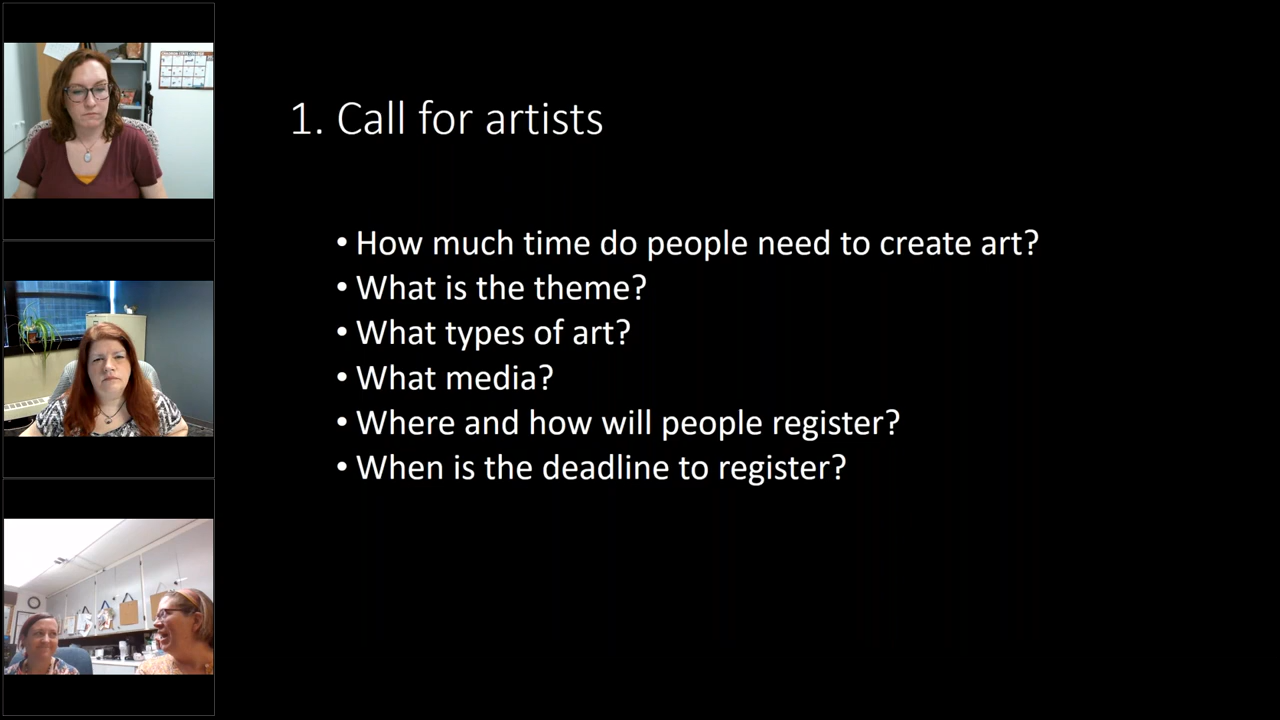 1. Call for artists
• How much time do people need to create art?
• What is the theme?
• What types of art?
• What media?
• Where and how will people register?
• When is the deadline to register?